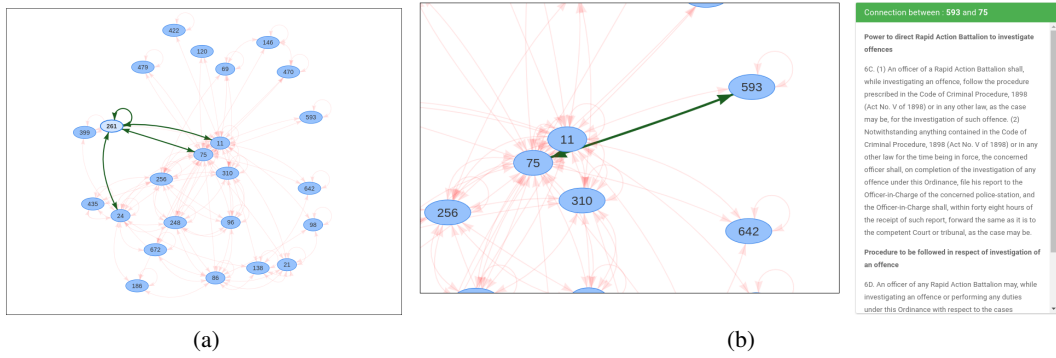 422
120
146
479
69
470
261
593
399
11
75
256
310
642
435
24
248
96
98
672
138
21
86
186
(a)
593
11
75
310
256
642
(b)
Connection between : 593 and 75
Power to direct Rapid Action Battalion to investigate
offences
6C. (1) An officer of a Rapid Action Battalion shall,
while investigating an offence, follow the procedure
prescribed in the Code of Criminal Procedure, 1898
(Act No. V of 1898) or in any other law, as the case
may be, for the investigation of such offence. (2)
Notwithstanding anything contained in the Code of
Criminal Procedure, 1898 (Act No. V of 1898) or in any
other law for the time being in force, the concerned
officer shall, on completion of the investigation of any
offence under this Ordinance, file his report to the
Officer-in-Charge of the concerned police-station, and
the Officer-in-Charge shall, within forty eight hours of
the receipt of such report, forward the same as it is to
the competent Court or tribunal, as the case may be.
Procedure to be followed in respect of investigation of
an offence
6D. An officer of any Rapid Action Battalion may, while
investigating an offence or performing any duties
under this Ordinance with respect to the cases